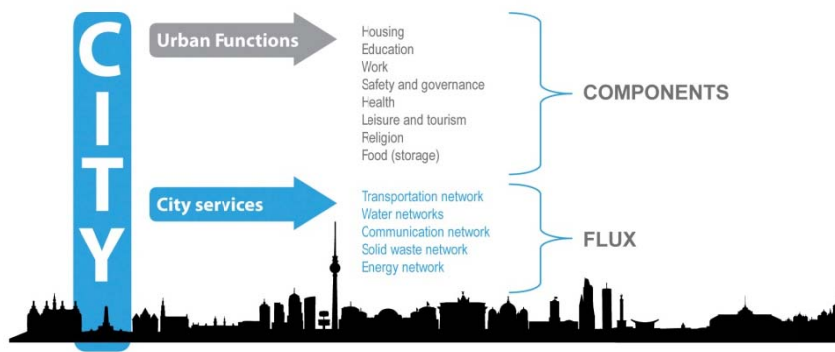 CITY
Urban Functions
Housing
Education
Work
Safety and governance
Health
Leisure and tourism
Religion
Food (storage)
COMPONENTS
City services
Transportation network
Water networks
Communication network
Solid waste network
Energy network
FLUX